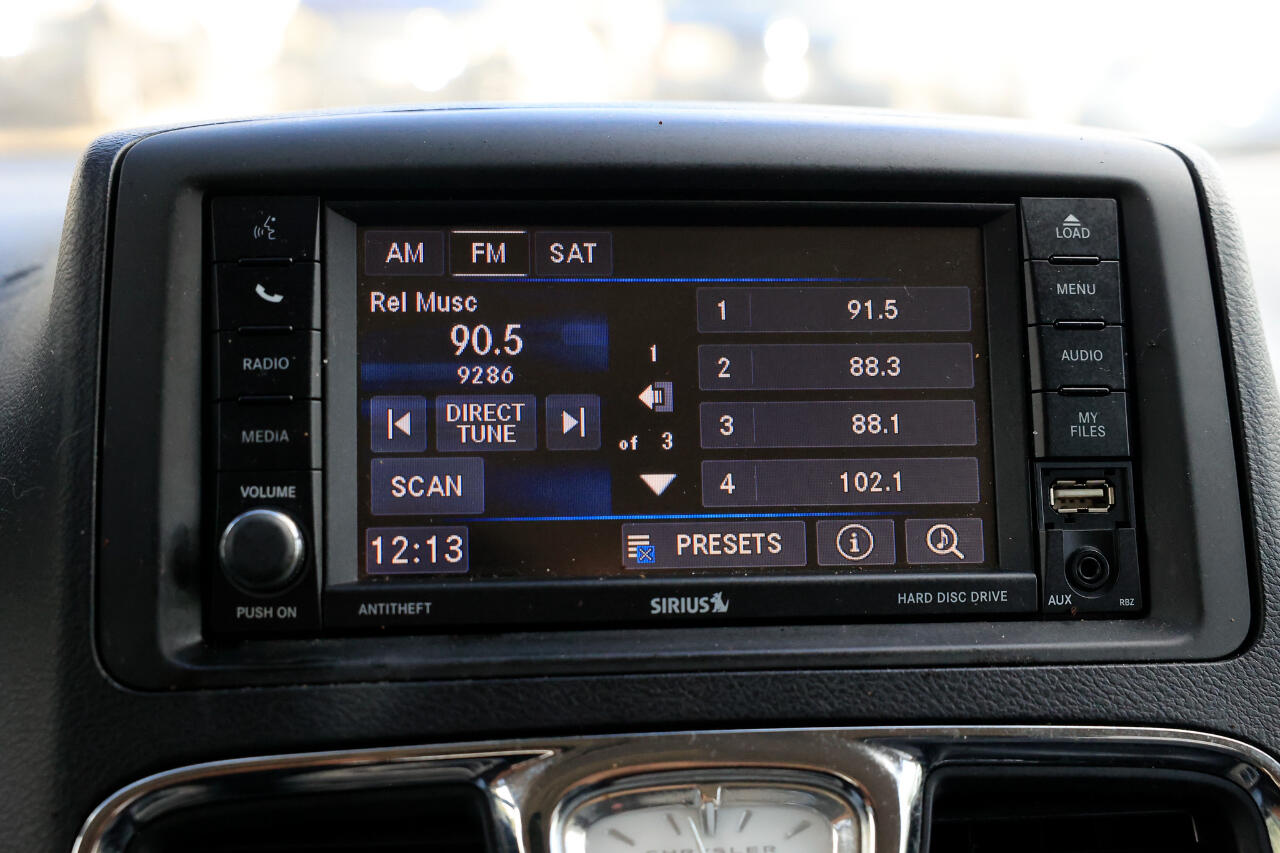 AM FM SAT
Rel Musc
90.5
9286
DIRECT
TUNE
SCAN
12:13
1
of 3
1 91.5
2 88.3
3 88.1
4 102.1
PRESETS
i
RADIO
MEDIA
VOLUME
PUSH ON
LOAD
MENU
AUDIO
MY
FILES
AUX RBZ
ANTITHEFT
SIRIUS
HARD DISC DRIVE
CHRYSLER